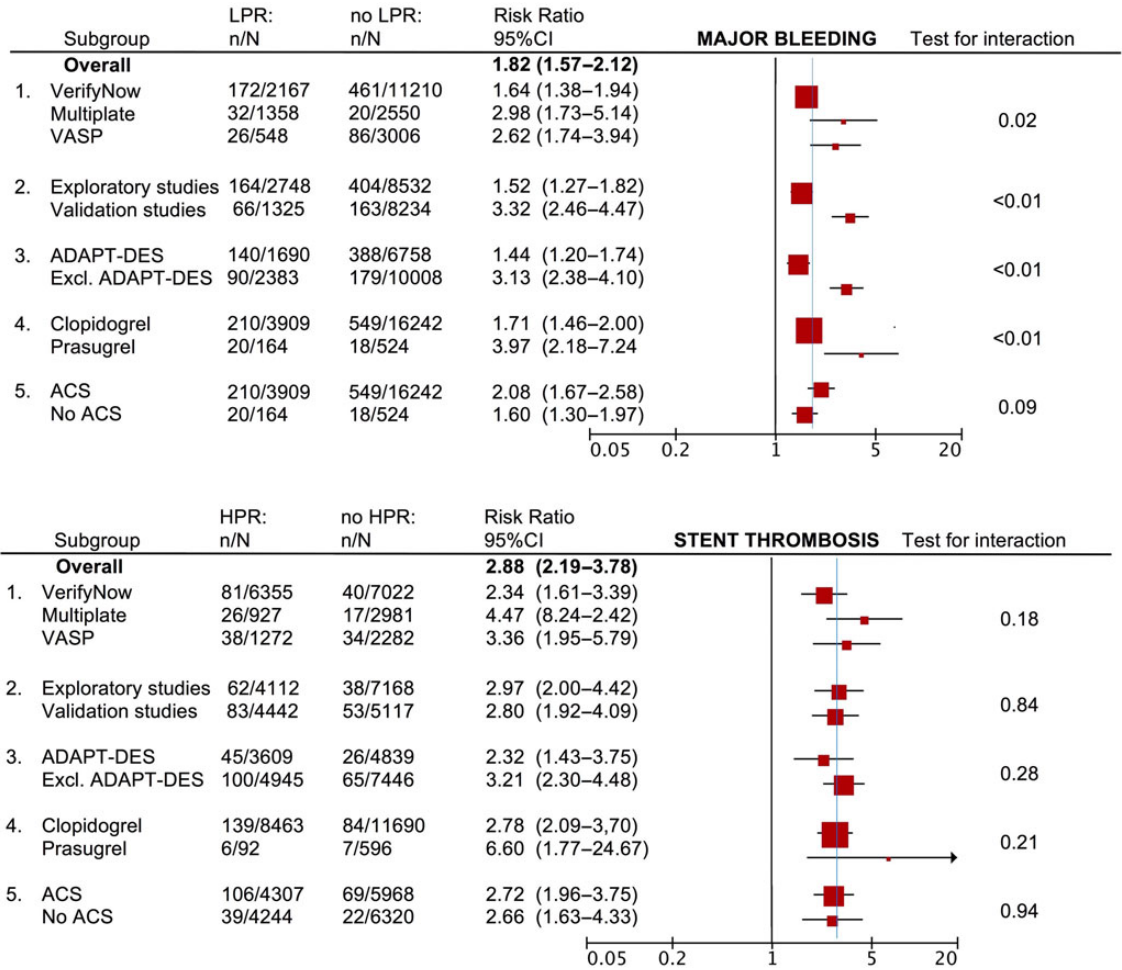 LPR: no LPR: Risk Ratio
Subgroup n/N n/N 95%CI MAJOR BLEEDING Test for interaction
Overall 1.82 (1.57–2.12)
1. VerifyNow 172/2167 461/11210 1.64 (1.38–1.94)
Multiplate 32/1358 20/2550 2.98 (1.73–5.14) 0.02
VASP 26/548 86/3006 2.62 (1.74–3.94)
2. Exploratory studies 164/2748 404/8532 1.52 (1.27–1.82)
<0.01
Validation studies 66/1325 163/8234 3.32 (2.46–4.47)
3. ADAPT-DES 140/1690 388/6758 1.44 (1.20–1.74)
<0.01
Excl. ADAPT-DES 90/2383 179/10008 3.13 (2.38–4.10)
4. Clopidogrel 210/3909 549/16242 1.71 (1.46–2.00)
<0.01
Prasugrel 20/164 18/524 3.97 (2.18–7.24
5. ACS 210/3909 549/16242 2.08 (1.67–2.58)
0.09
No ACS 20/164 18/524 1.60 (1.30–1.97)
0.05 0.2 1 5 20
HPR: no HPR: Risk Ratio
Subgroup n/N n/N 95%CI STENT THROMBOSIS Test for interaction
Overall 2.88 (2.19–3.78)
1. VerifyNow 81/6355 40/7022 2.34 (1.61–3.39)
Multiplate 26/927 17/2981 4.47 (8.24–2.42) 0.18
VASP 38/1272 34/2282 3.36 (1.95–5.79)
2. Exploratory studies 62/4112 38/7168 2.97 (2.00–4.42)
0.84
Validation studies 83/4442 53/5117 2.80 (1.92–4.09)
3. ADAPT-DES 45/3609 26/4839 2.32 (1.43–3.75)
0.28
Excl. ADAPT-DES 100/4945 65/7446 3.21 (2.30–4.48)
4. Clopidogrel 139/8463 84/11690 2.78 (2.09–3,70)
0.21
Prasugrel 6/92 7/596 6.60 (1.77–24.67)
5. ACS 106/4307 69/5968 2.72 (1.96–3.75)
0.94
No ACS 39/4244 22/6320 2.66 (1.63–4.33)
0.05 0.2 1 5 20